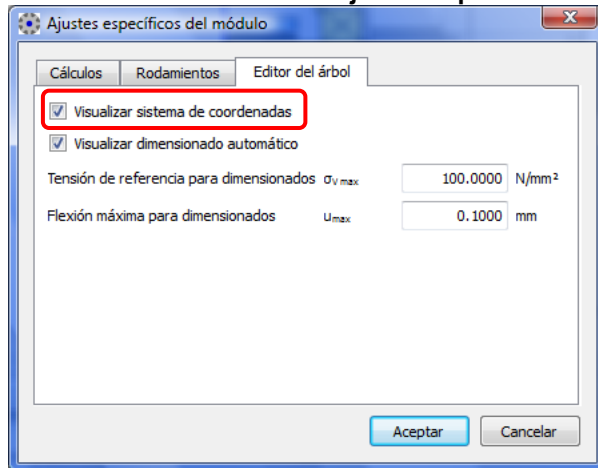 Ajustes específicos del módulo
Cálculos Rodamientos Editor del árbol
Visualizar sistema de coordenadas
Visualizar dimensionado automático
Tensión de referencia para dimensionados σV max 100.0000 N/mm²
Flexión máxima para dimensionados umax 0.1000 mm
Aceptar Cancelar